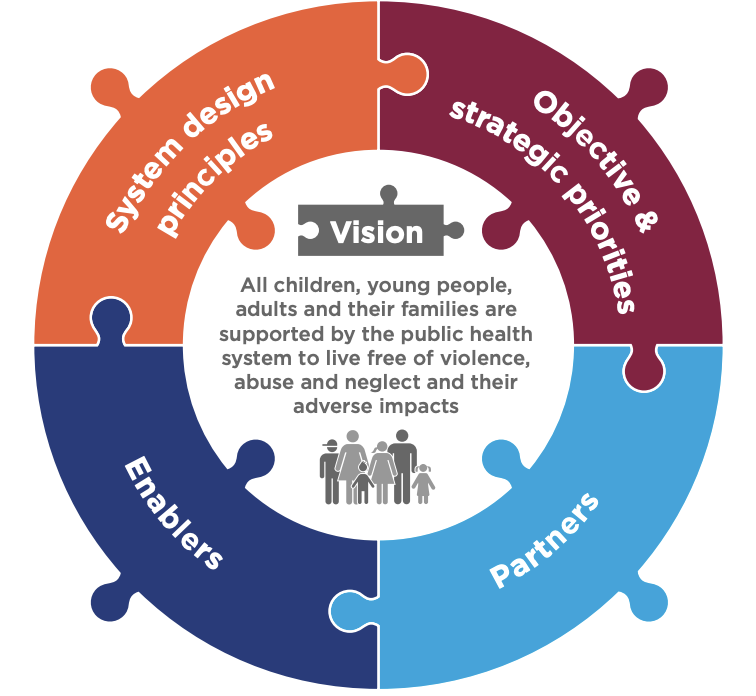 System design
principles
Objective &
strategic priorities
Vision
All children, young people,
adults and their families are
supported by the public health
system to live free of violence,
abuse and neglect and their
adverse impacts
Enablers
Partners